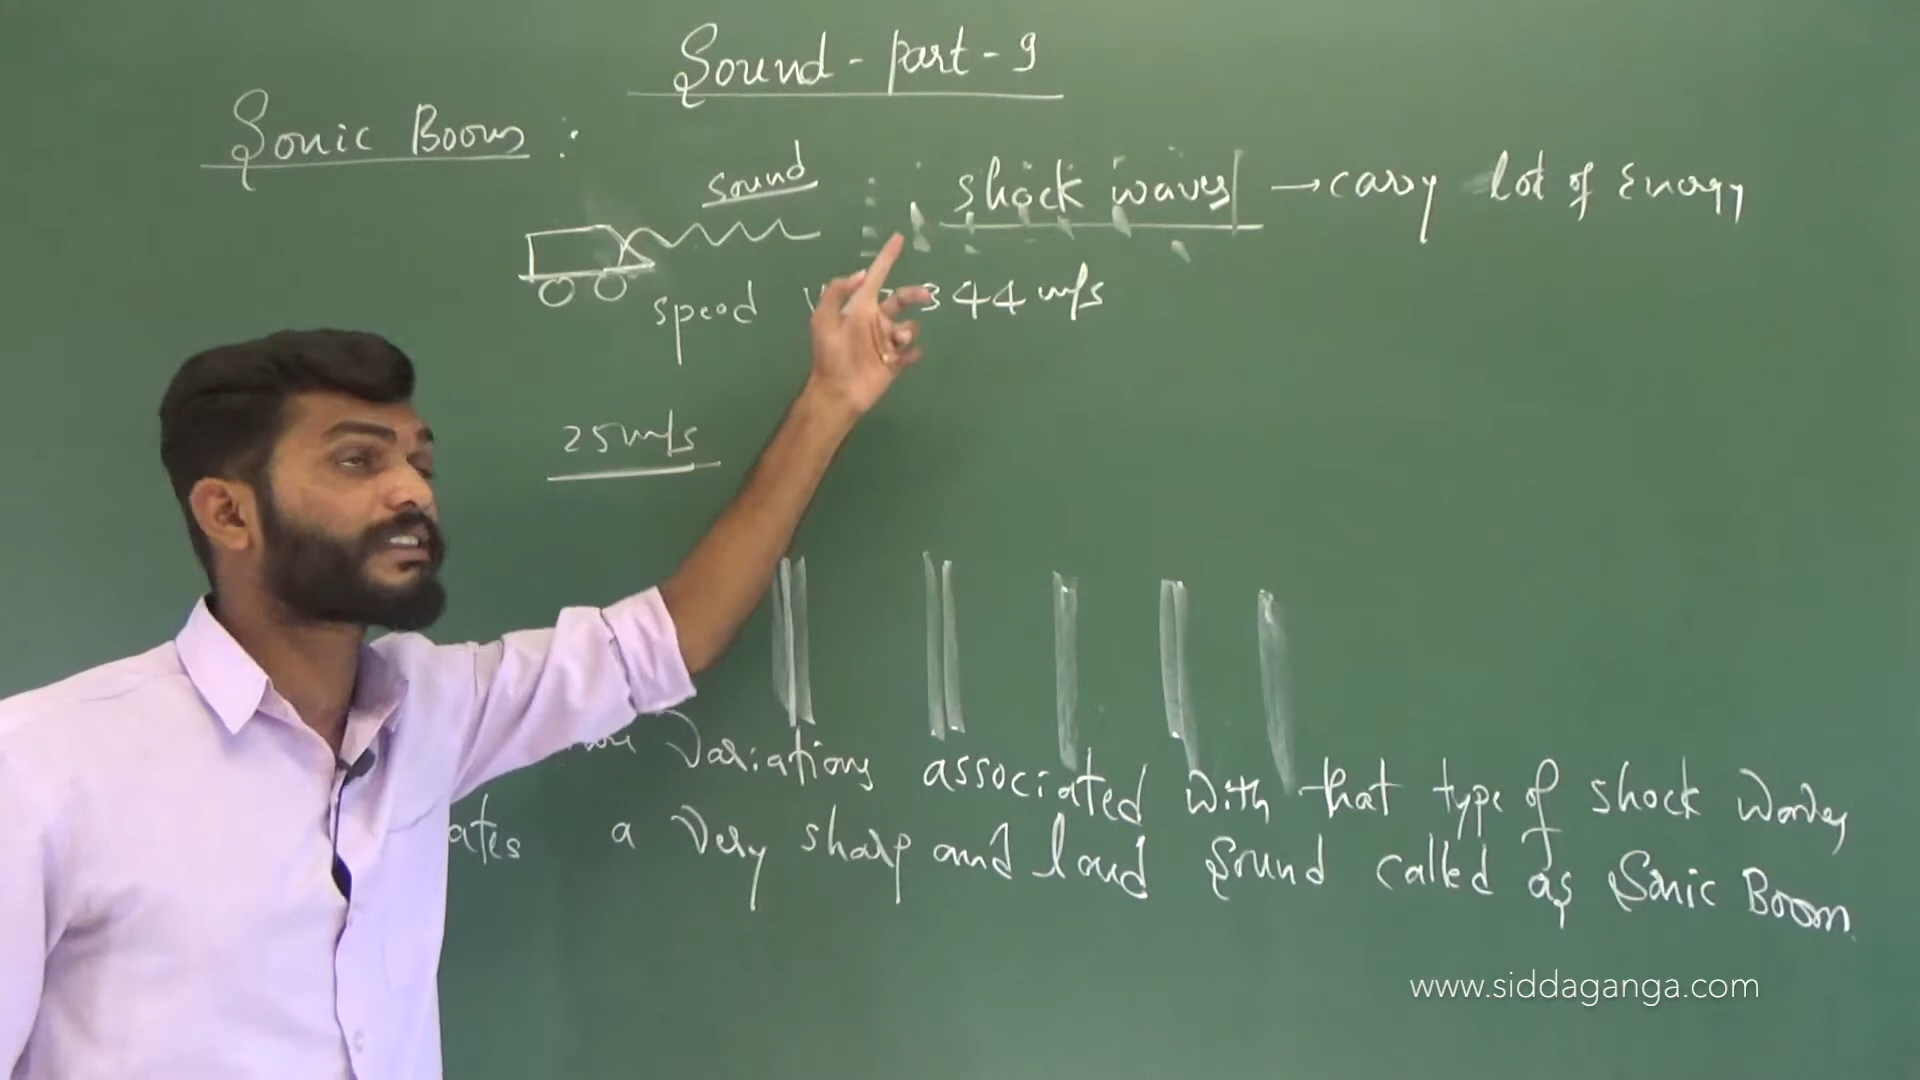 Sound - part - 9
Sonic Boom :
sound
shock waves → carry lot of Energy
speed 344 m/s
25 m/s
Variations associated with that type of shock waves
ates a very sharp and loud sound called as Sonic Boom
www.siddaganga.com